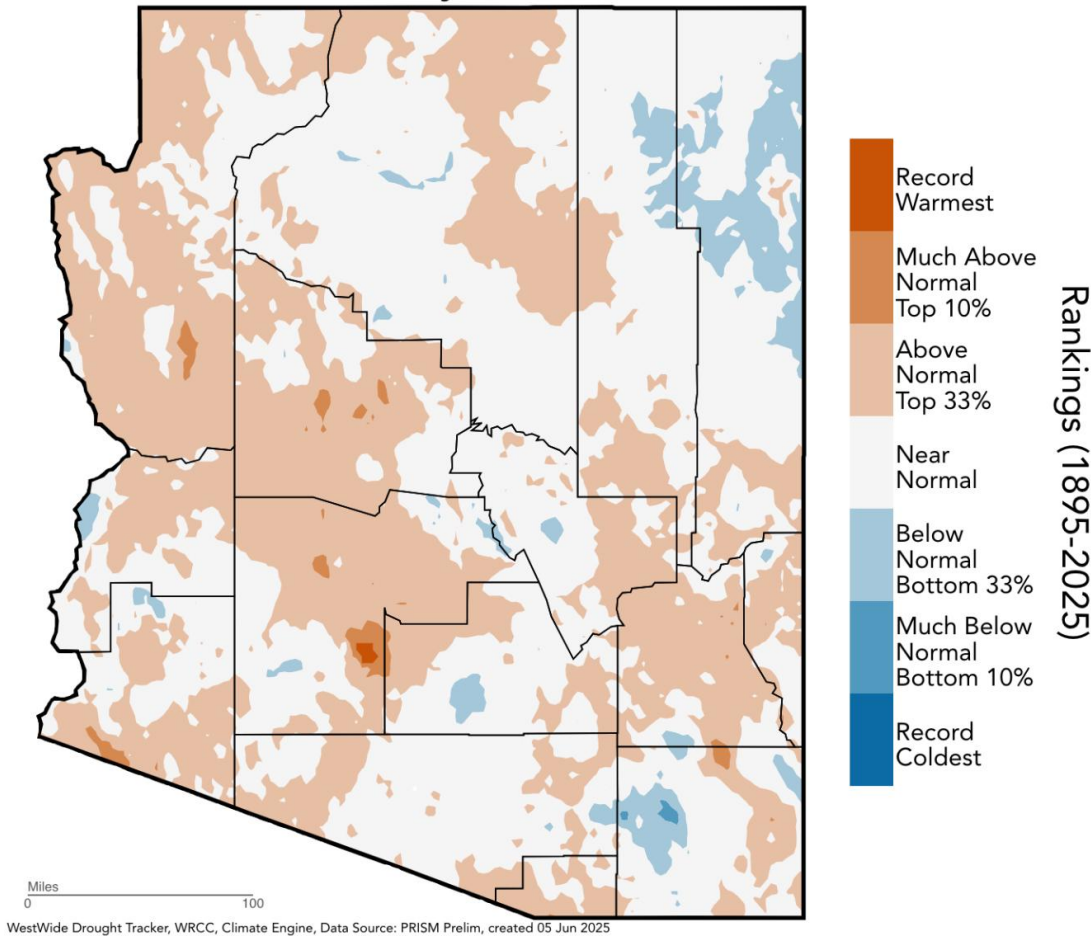 Record
Warmest
Much Above
Normal
Top 10%
Above
Normal
Top 33%
Near
Normal
Below
Normal
Bottom 33%
Much Below
Normal
Bottom 10%
Record
Coldest
Rankings (1895-2025)
Miles
0 100
WestWide Drought Tracker, WRCC, Climate Engine, Data Source: PRISM Prelim, created 05 Jun 2025